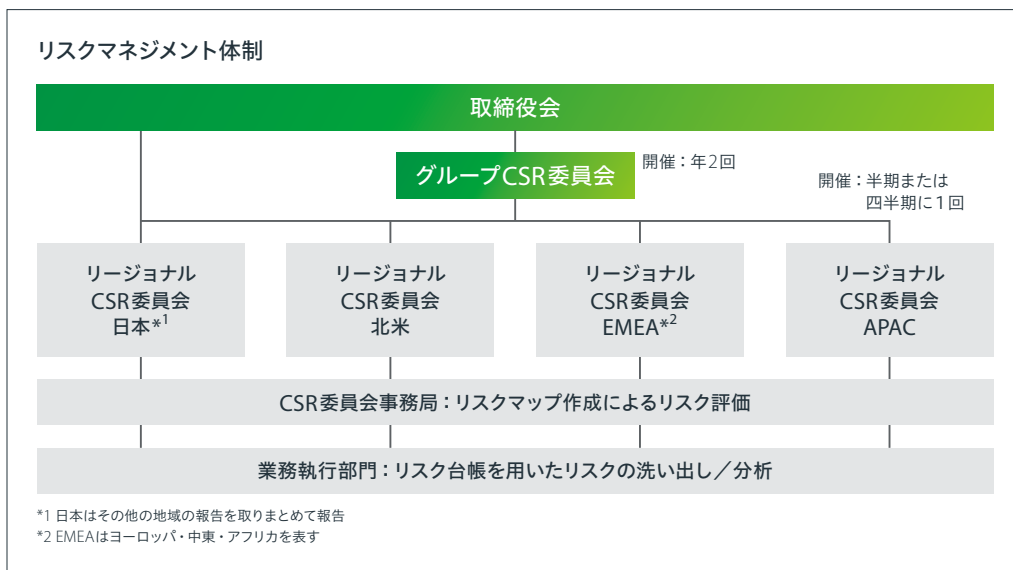 リスクマネジメント体制
取締役会
グループCSR委員会
開催：年2回
開催：半期または
四半期に1回
リージョナル
CSR委員会
日本*1
リージョナル
CSR委員会
北米
リージョナル
CSR委員会
EMEA*2
リージョナル
CSR委員会
APAC
CSR委員会事務局：リスクマップ作成によるリスク評価
業務執行部門：リスク台帳を用いたリスクの洗い出し／分析
*1 日本はその他の地域の報告を取りまとめて報告
*2 EMEAはヨーロッパ・中東・アフリカを表す